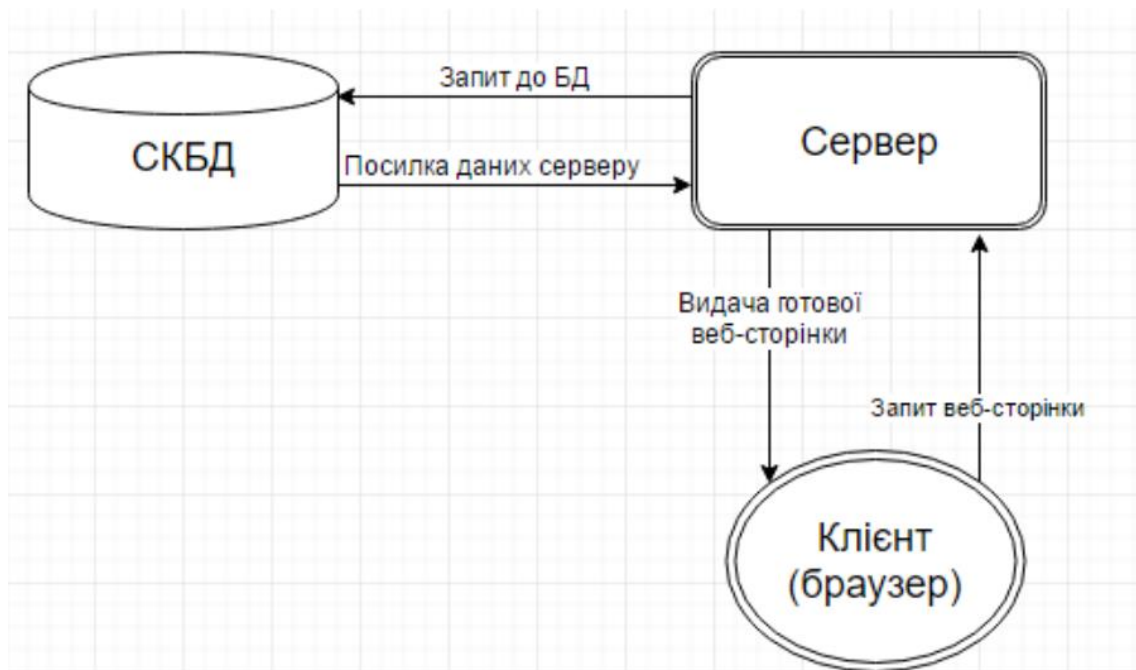 Запит до БД
СКБД
Сервер
Посилка даних серверу
Видача готової
веб-сторінки
Запит веб-сторінки
Клієнт
(браузер)